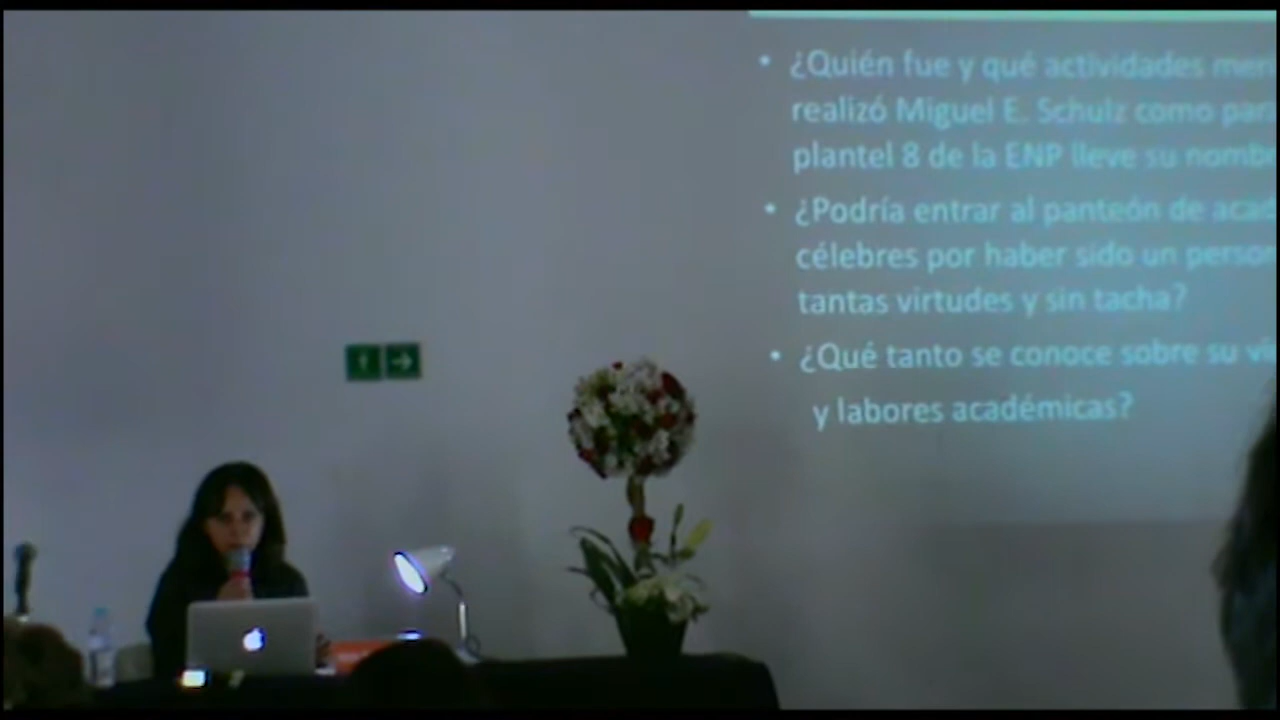 • ¿Quién fue y qué actividades
realizó Miguel E. Schulz como
plantel 8 de la ENP lleve su
• ¿Podría entrar al panteón de
célebres por haber sido un
tantas virtudes y sin tacha?
• ¿Qué tanto se conoce sobre su
y labores académicas?